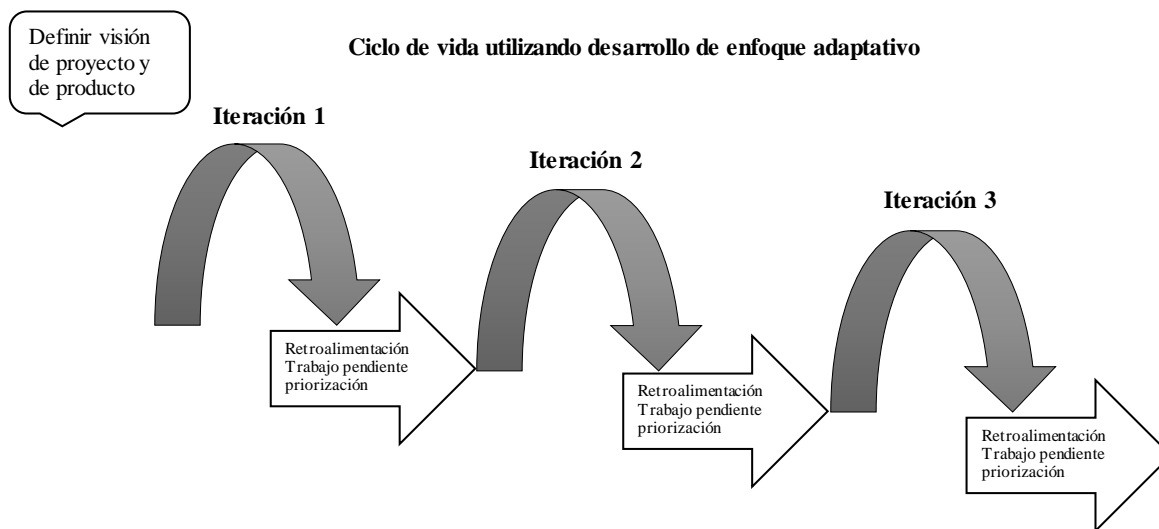 Definir visión
de proyecto y
de producto
Ciclo de vida utilizando desarrollo de enfoque adaptativo
Iteración 1
Iteración 2
Iteración 3
Retroalimentación
Trabajo pendiente
priorización
Retroalimentación
Trabajo pendiente
priorización
Retroalimentación
Trabajo pendiente
priorización